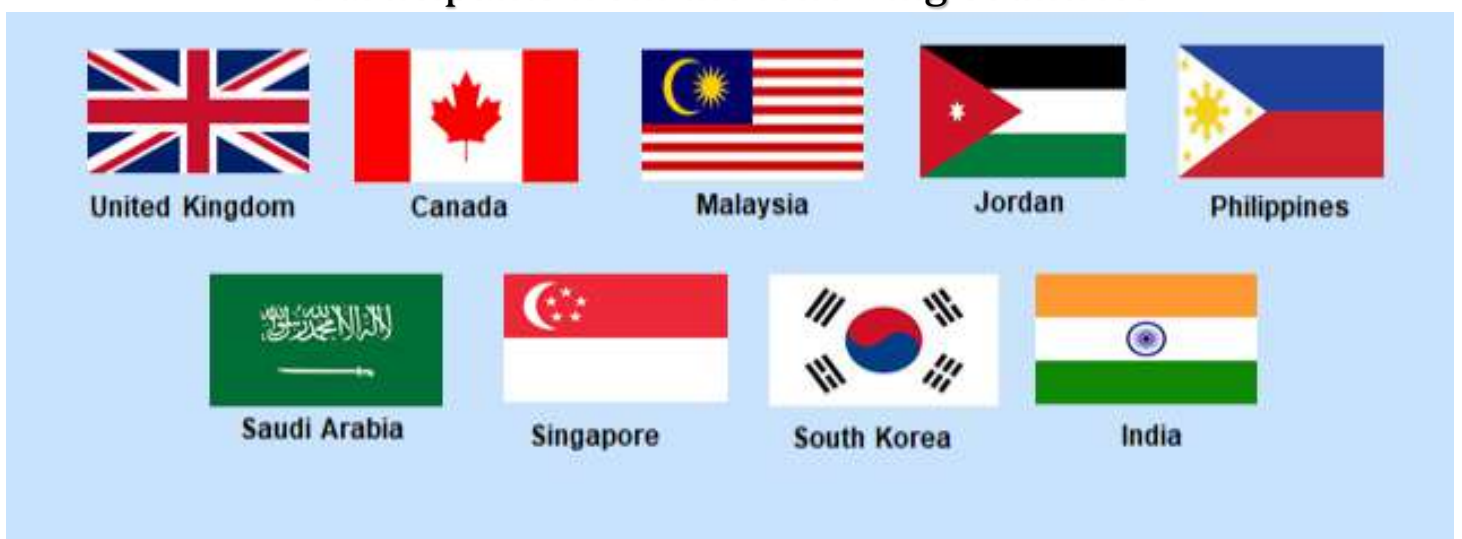 United Kingdom
Canada
Malaysia
Jordan
Philippines
Saudi Arabia
Singapore
South Korea
India